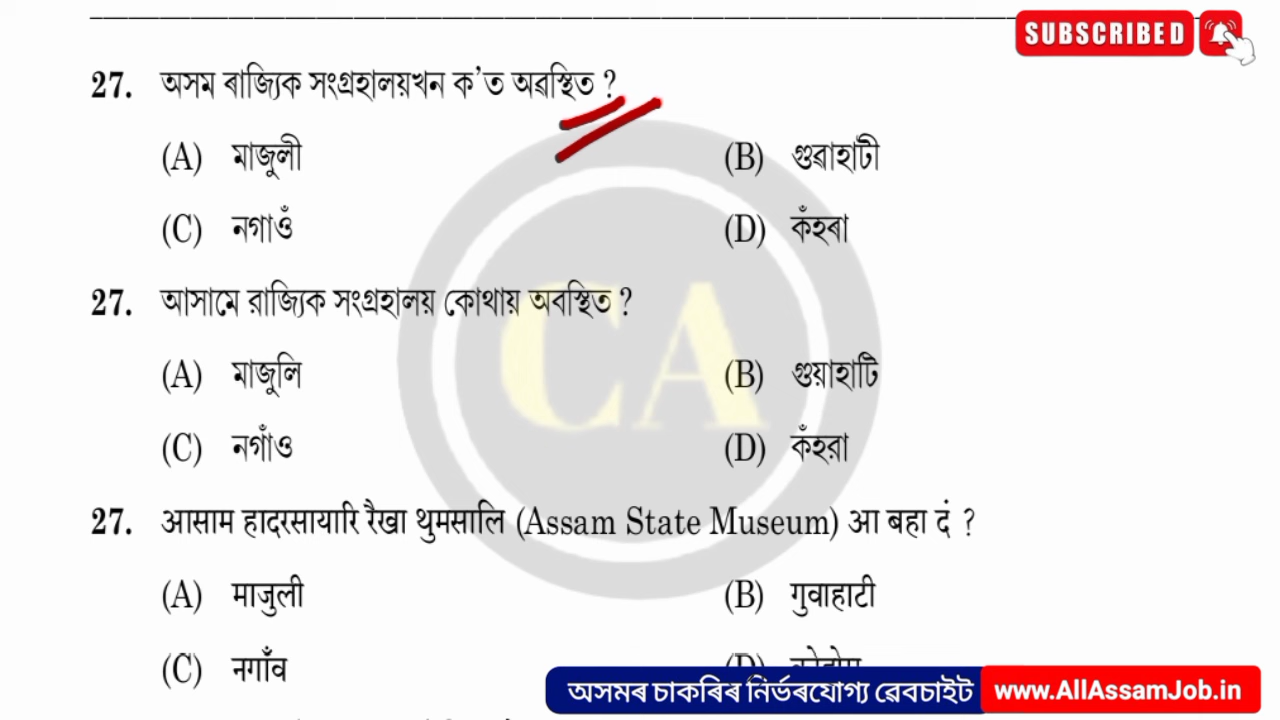 SUBSCRIBED
27. অসম ৰাজ্যিক সংগ্ৰহালয়খন ক’ত অৱস্থিত ?
(A) মাজুলী (B) গুৱাহাটী
(C) নগাওঁ (D) কঁহৰা
27. আসামে রাজ্যিক সংগ্রহালয় কোথায় অবস্থিত ?
(A) মাজুলি (B) গুয়াহাটি
(C) নগাঁও (D) কঁহরা
27. आसाम हादरसायारि रैखा थुमसालि (Assam State Museum) आ बहा दं ?
(A) माजुली (B) गुवाहाटी
(C) नगाँव (D)
CA
অসমৰ চাকৰিৰ নিৰ্ভৰযোগ্য ৱেবচাইট www.AllAssamJob.in